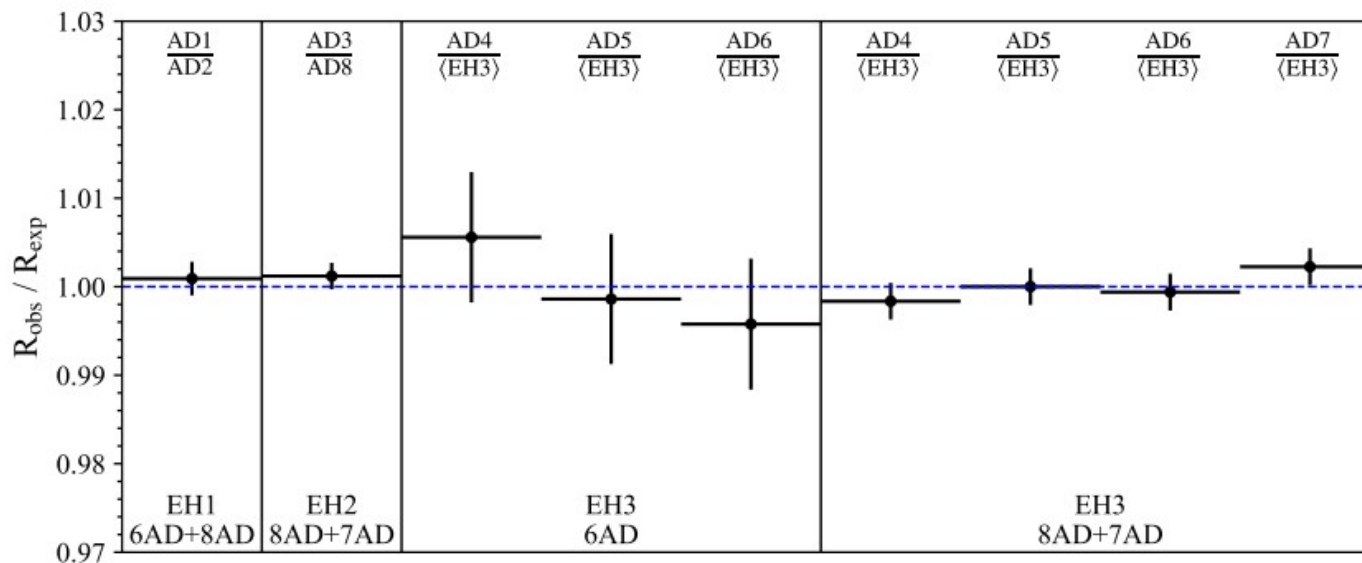 R_obs / R_exp
1.03
1.02
1.01
1.00
0.99
0.98
0.97
AD1
AD2
AD3
AD8
AD4
⟨EH3⟩
AD5
⟨EH3⟩
AD6
⟨EH3⟩
AD4
⟨EH3⟩
AD5
⟨EH3⟩
AD6
⟨EH3⟩
AD7
⟨EH3⟩
EH1
6AD+8AD
EH2
8AD+7AD
EH3
6AD
EH3
8AD+7AD